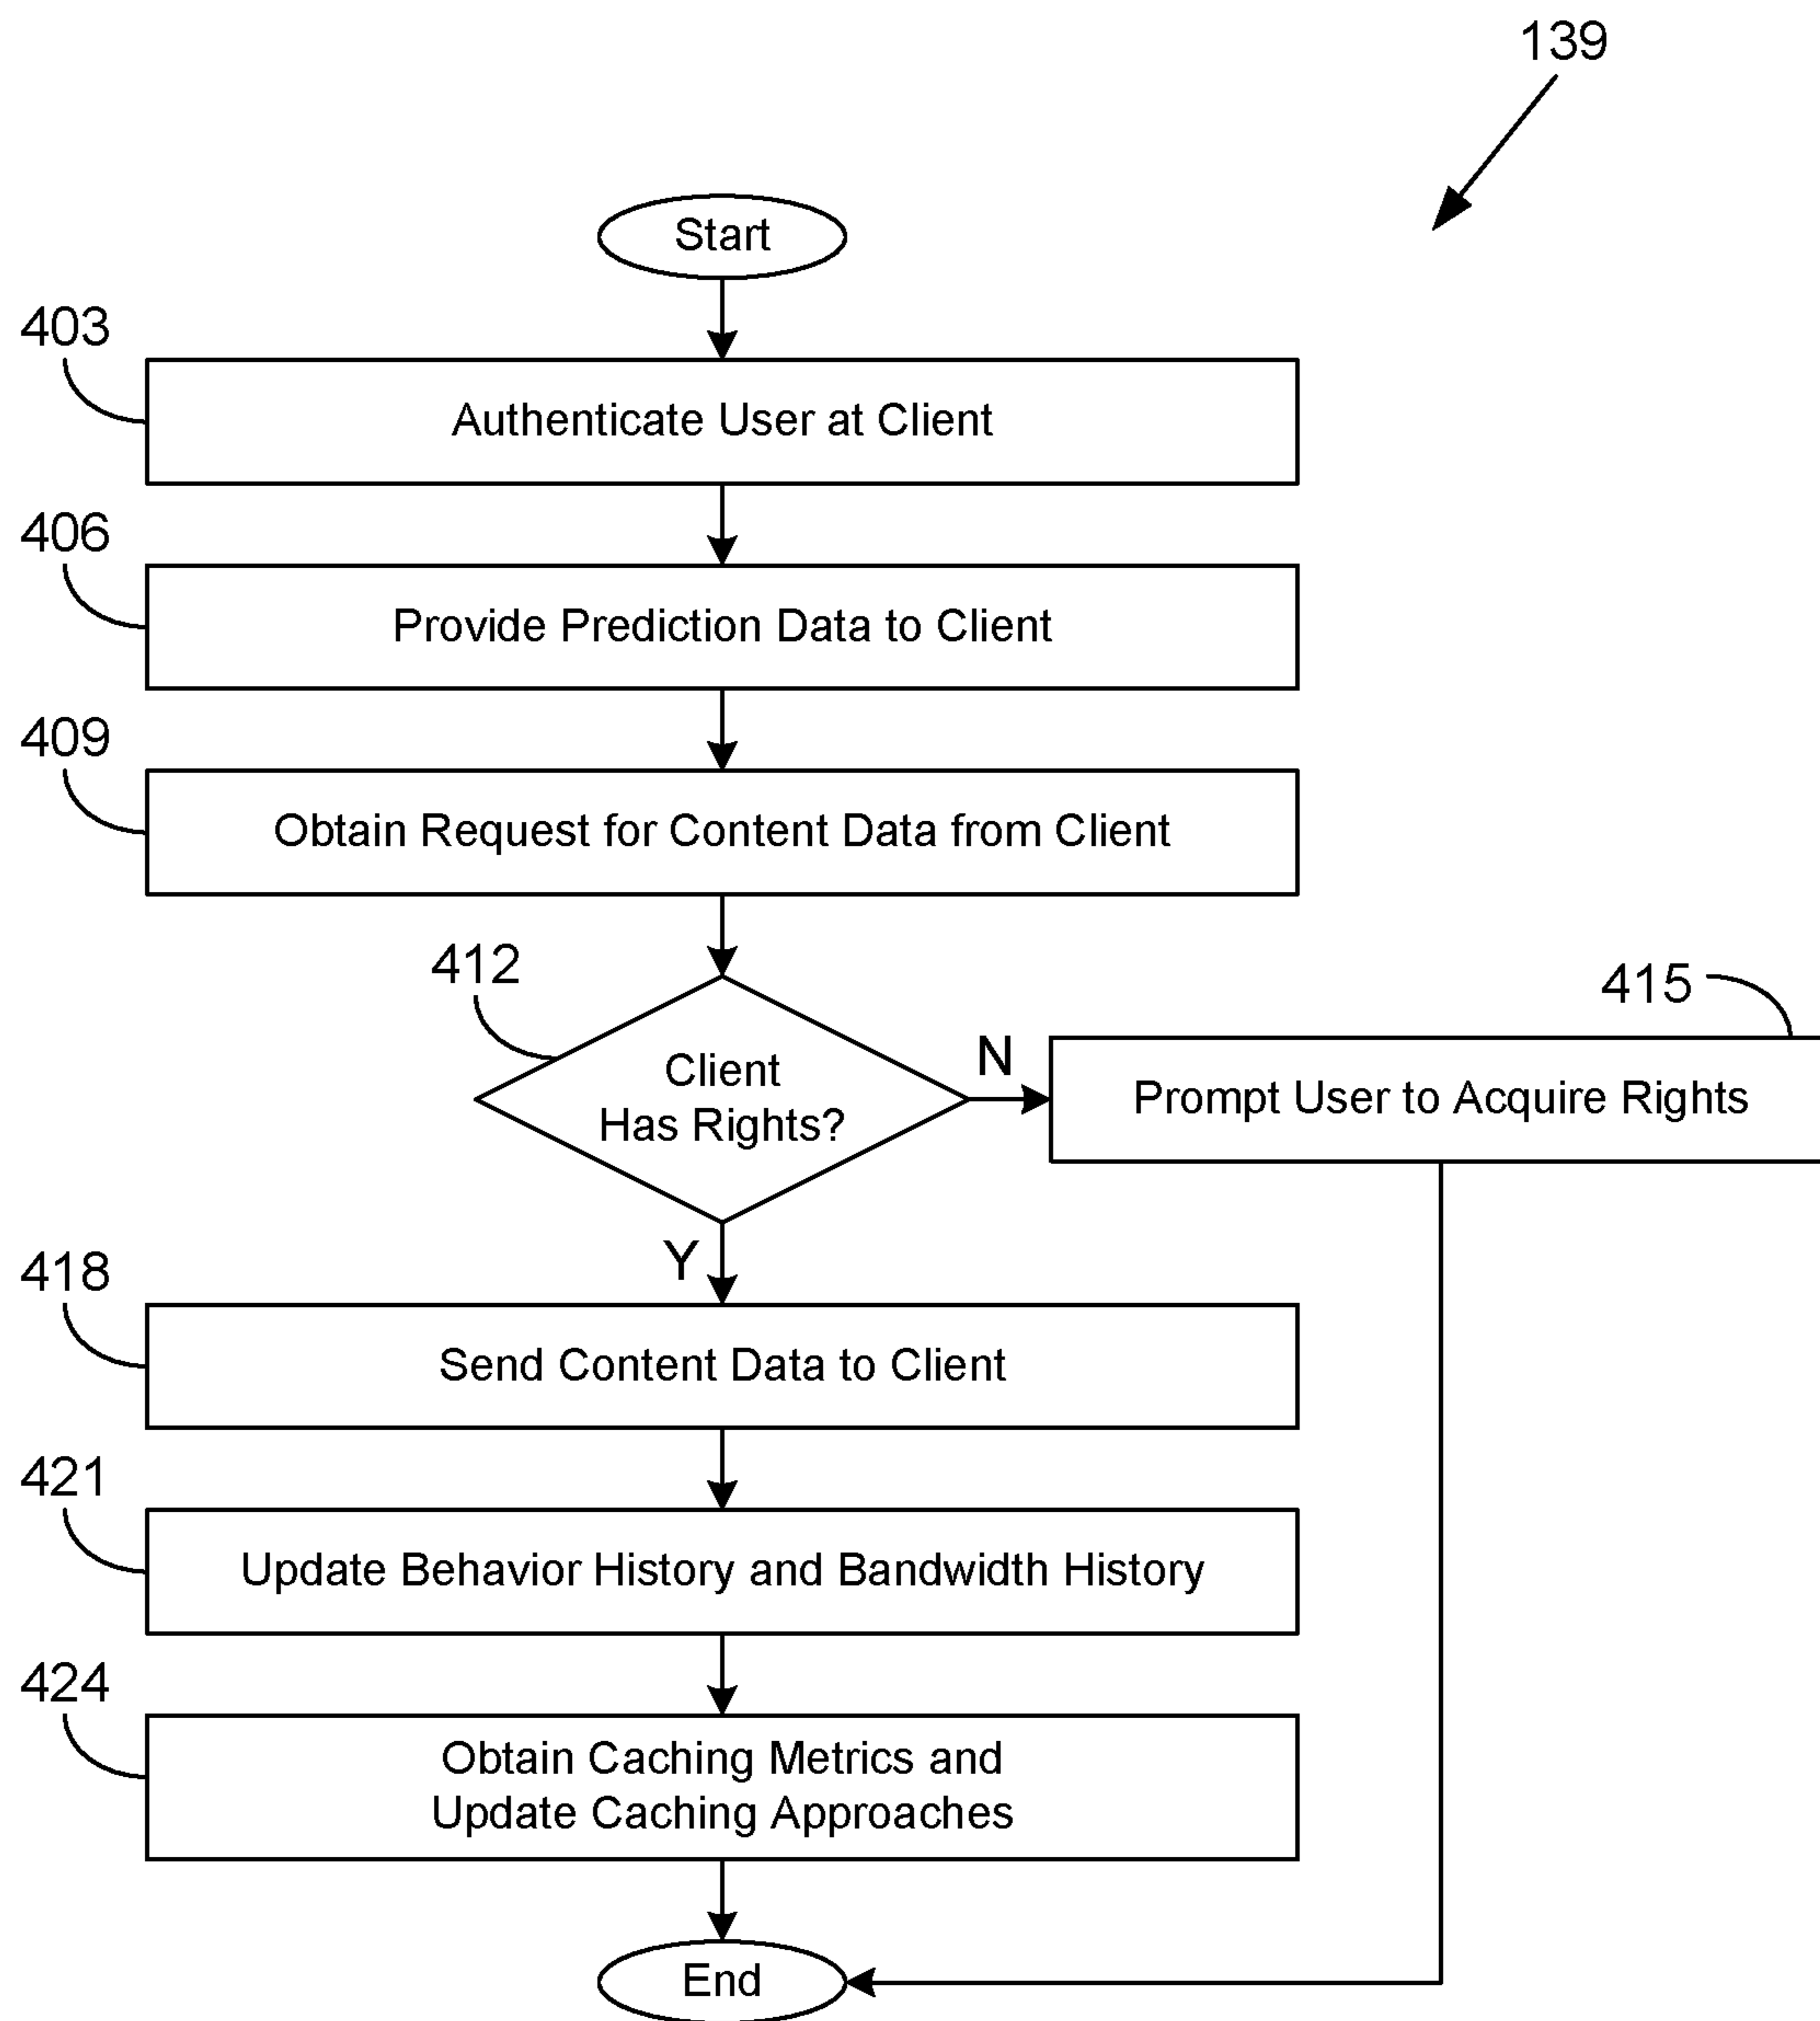 139
Start
403
Authenticate User at Client
406
Provide Prediction Data to Client
409
Obtain Request for Content Data from Client
412
Client
Has Rights?
N
415
Prompt User to Acquire Rights
Y
418
Send Content Data to Client
421
Update Behavior History and Bandwidth History
424
Obtain Caching Metrics and
Update Caching Approaches
End